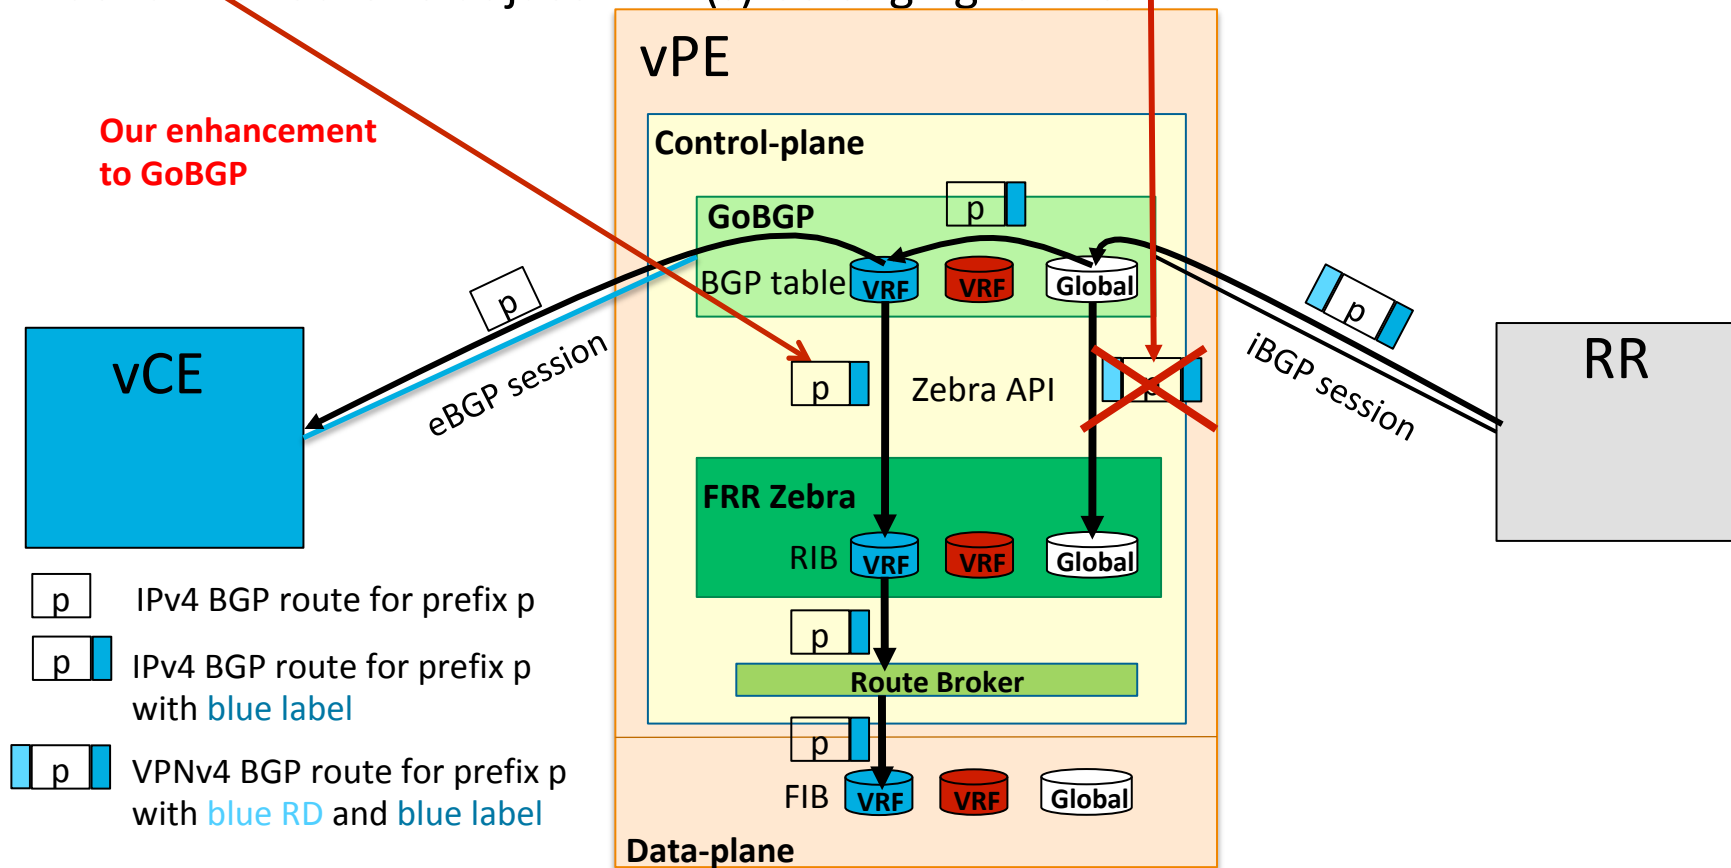 vPE
Our enhancement
to GoBGP
Control-plane
p
GoBGP
BGP table
VRF
VRF
Global
p
eBGP session
p
iBGP session
vCE
RR
p
Zebra API
FRR Zebra
RIB
VRF
VRF
Global
p
IPv4 BGP route for prefix p
p
p
IPv4 BGP route for prefix p
with blue label
Route Broker
p
p
VPNv4 BGP route for prefix p
with blue RD and blue label
FIB
VRF
VRF
Global
Data-plane